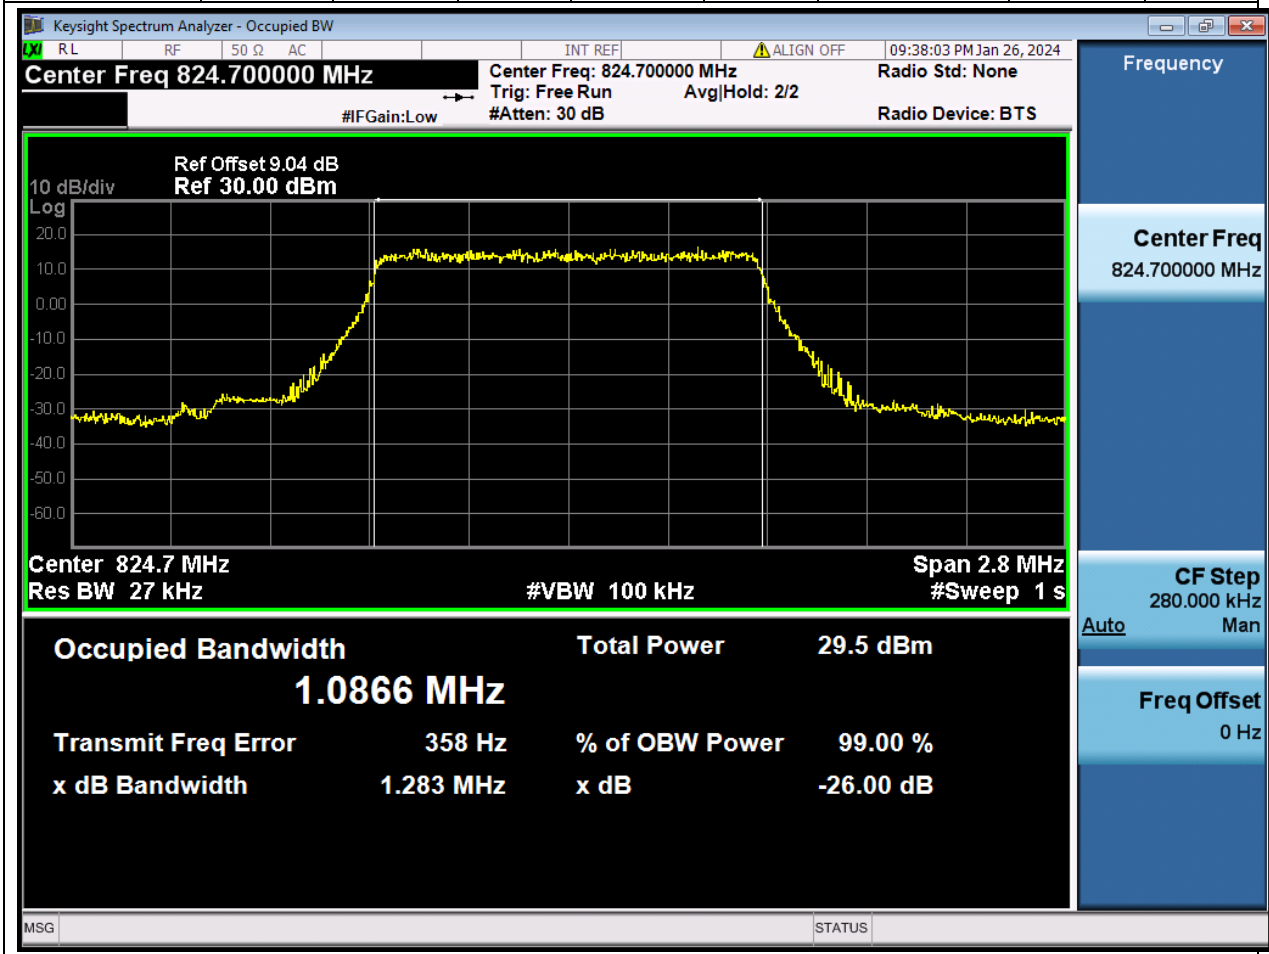 Keysight Spectrum Analyzer - Occupied BW
LXI RL RF 50 Ω AC INT REF ALIGN OFF 09:38:03 PM Jan 26, 2024
Center Freq 824.700000 MHz
Center Freq: 824.700000 MHz
Radio Std: None
Trig: Free Run Avg|Hold: 2/2
#IFGain:Low #Atten: 30 dB Radio Device: BTS
Ref Offset 9.04 dB
10 dB/div Ref 30.00 dBm
Log
20.0
10.0
0.00
-10.0
-20.0
-30.0
-40.0
-50.0
-60.0
Center 824.7 MHz Span 2.8 MHz
Res BW 27 kHz #VBW 100 kHz #Sweep 1 s
Occupied Bandwidth Total Power 29.5 dBm
1.0866 MHz
Transmit Freq Error 358 Hz % of OBW Power 99.00 %
x dB Bandwidth 1.283 MHz x dB -26.00 dB
MSG STATUS
Frequency
Center Freq
824.700000 MHz
CF Step
280.000 kHz
Auto Man
Freq Offset
0 Hz